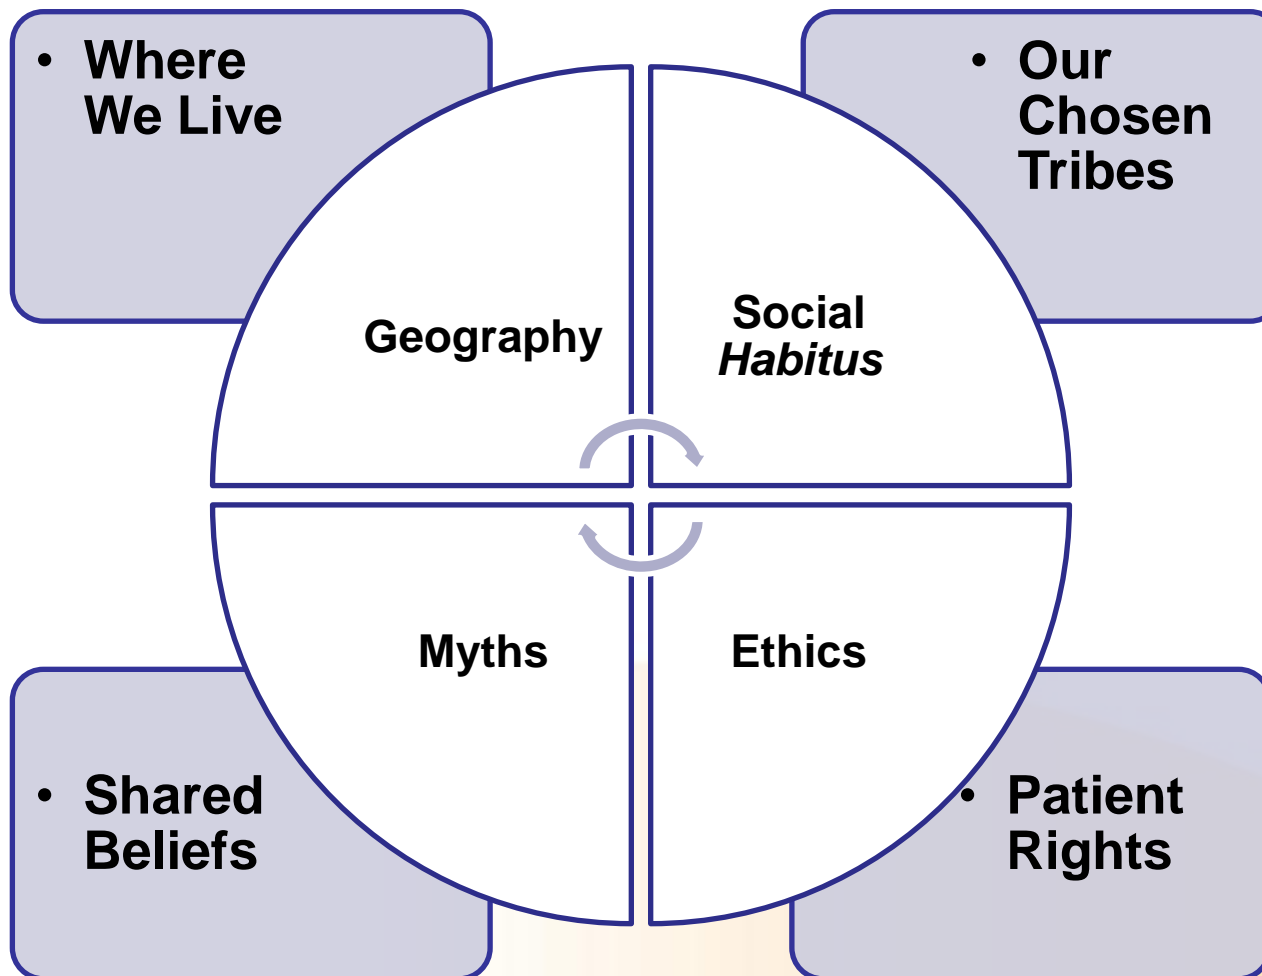 • Where
We Live
• Our
Chosen
Tribes
Geography
Social
Habitus
Myths
Ethics
• Shared
Beliefs
• Patient
Rights